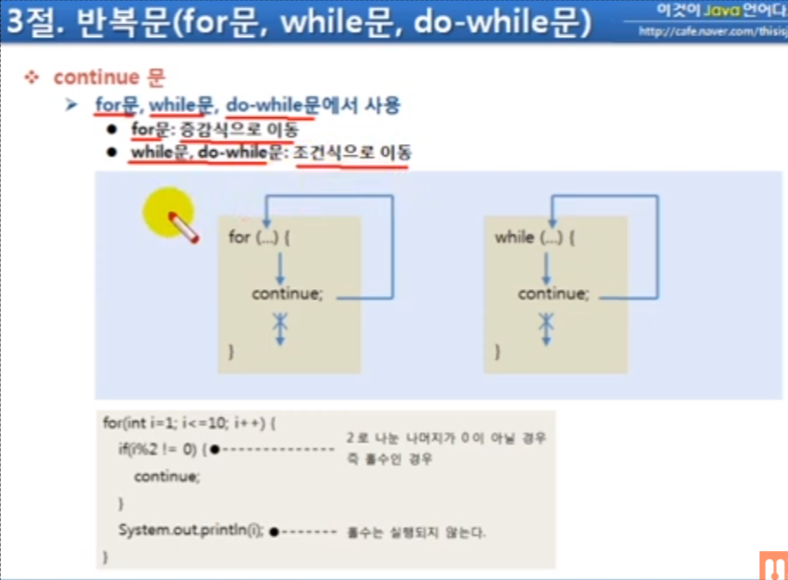 3절. 반복문(for문, while문, do-while문)
이것이 Java 언어다
http://cafe.naver.com/thisisj
continue 문
for문, while문, do-while문에서 사용
for문: 증감식으로 이동
while문, do-while문: 조건식으로 이동
for (...) {
continue;
}
while (...) {
continue;
}
for(int i=1; i<=10; i++) {
if(i%2 != 0) {
2로 나눈 나머지가 0이 아닐 경우
즉 홀수인 경우
continue;
}
System.out.println(i);
홀수는 실행되지 않는다.
}